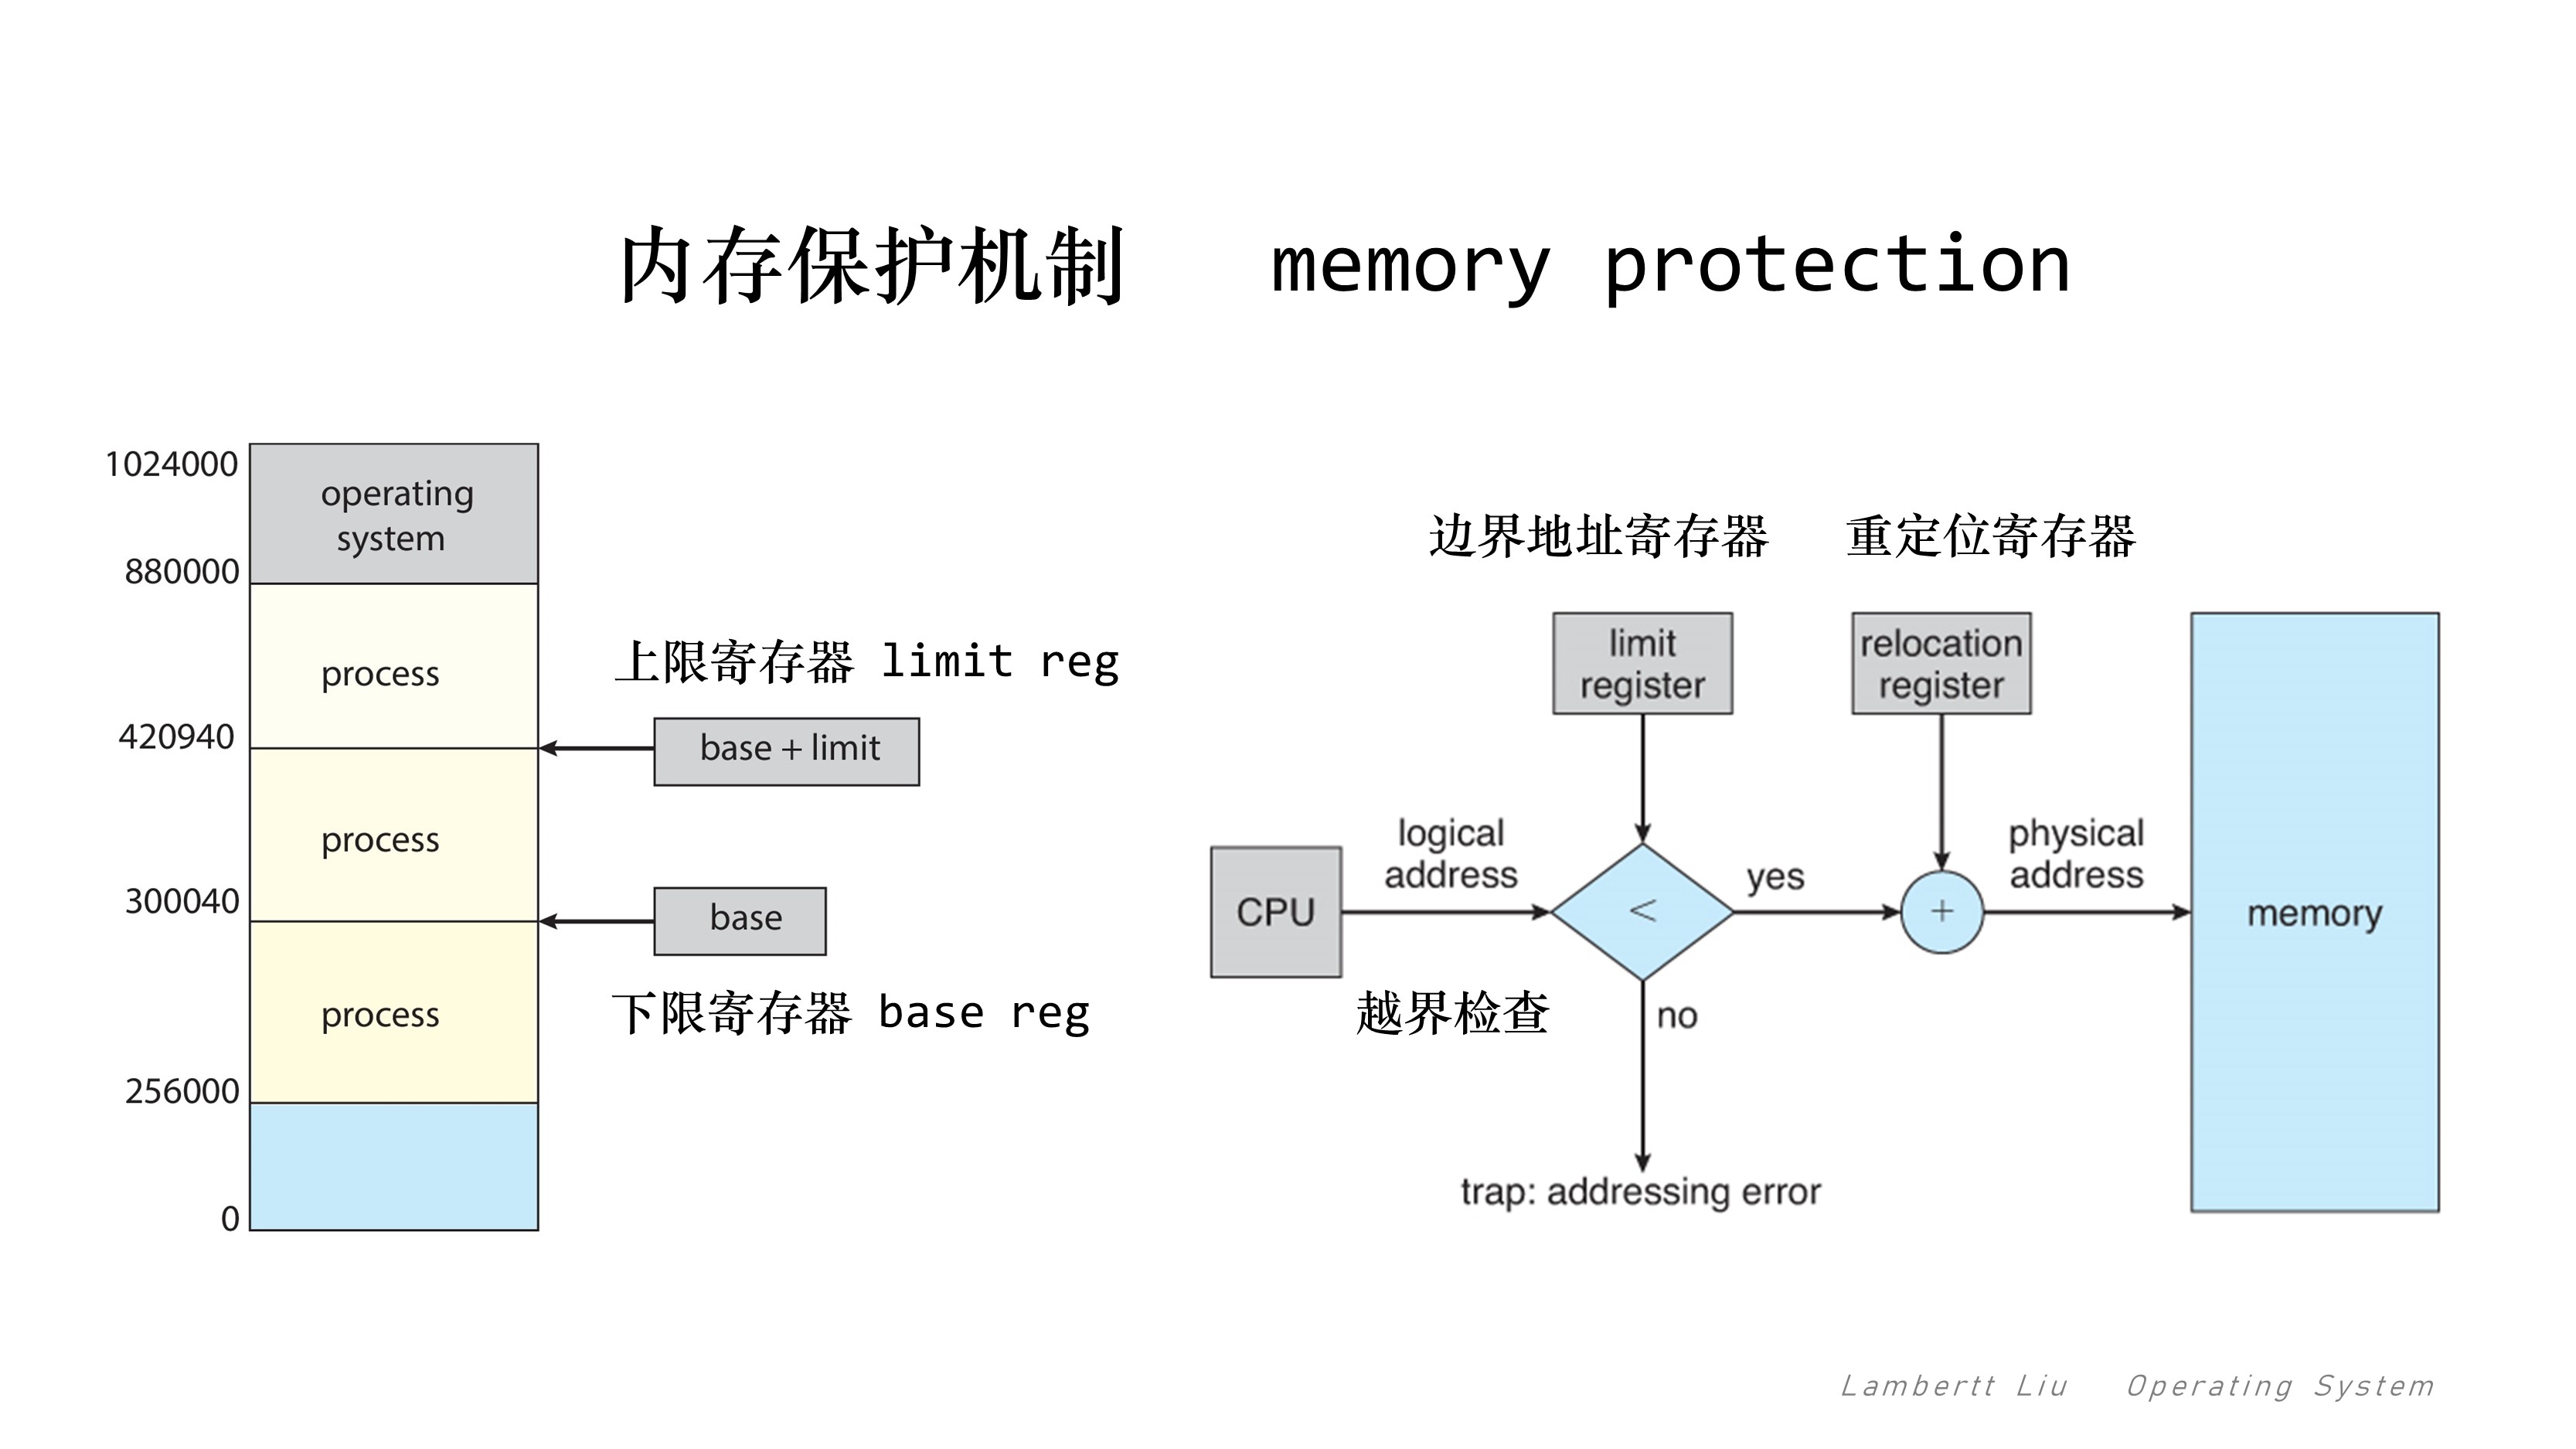 内存保护机制 memory protection
1024000
operating
system
880000
process
上限寄存器 limit reg
420940
base + limit
process
300040
base
process
下限寄存器 base reg
256000
0
边界地址寄存器
重定位寄存器
limit
register
relocation
register
logical
address
physical
address
CPU
<
yes
+
memory
越界检查
no
trap: addressing error
Lambertt Liu Operating System